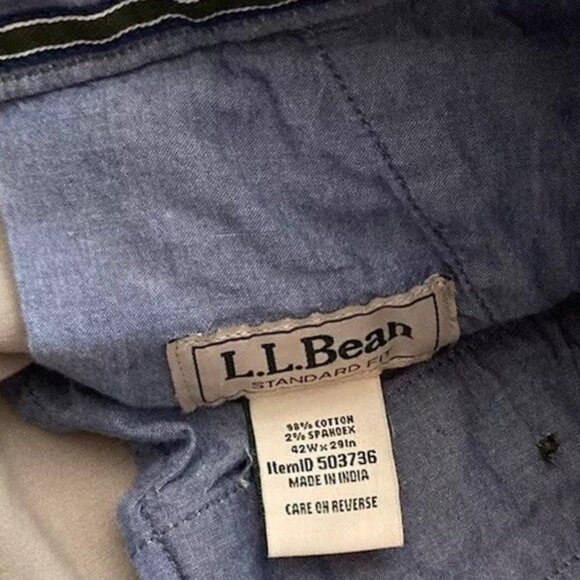 L.L.Bean
STANDARD FIT
98% COTTON
2% SPANDEX
42W x 29In
ItemID 503736
MADE IN INDIA
CARE ON REVERSE